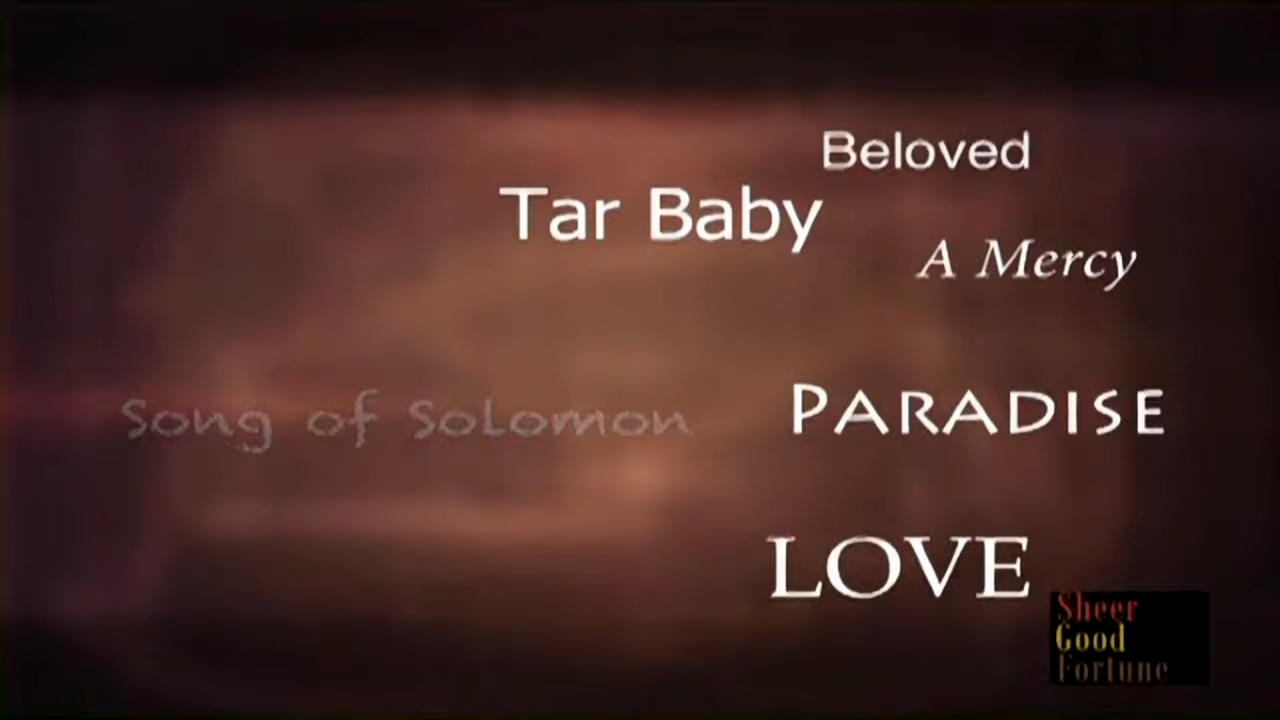 Beloved
Tar Baby
A Mercy
Song of Solomon
PARADISE
LOVE
Sheer
Good
Fortune